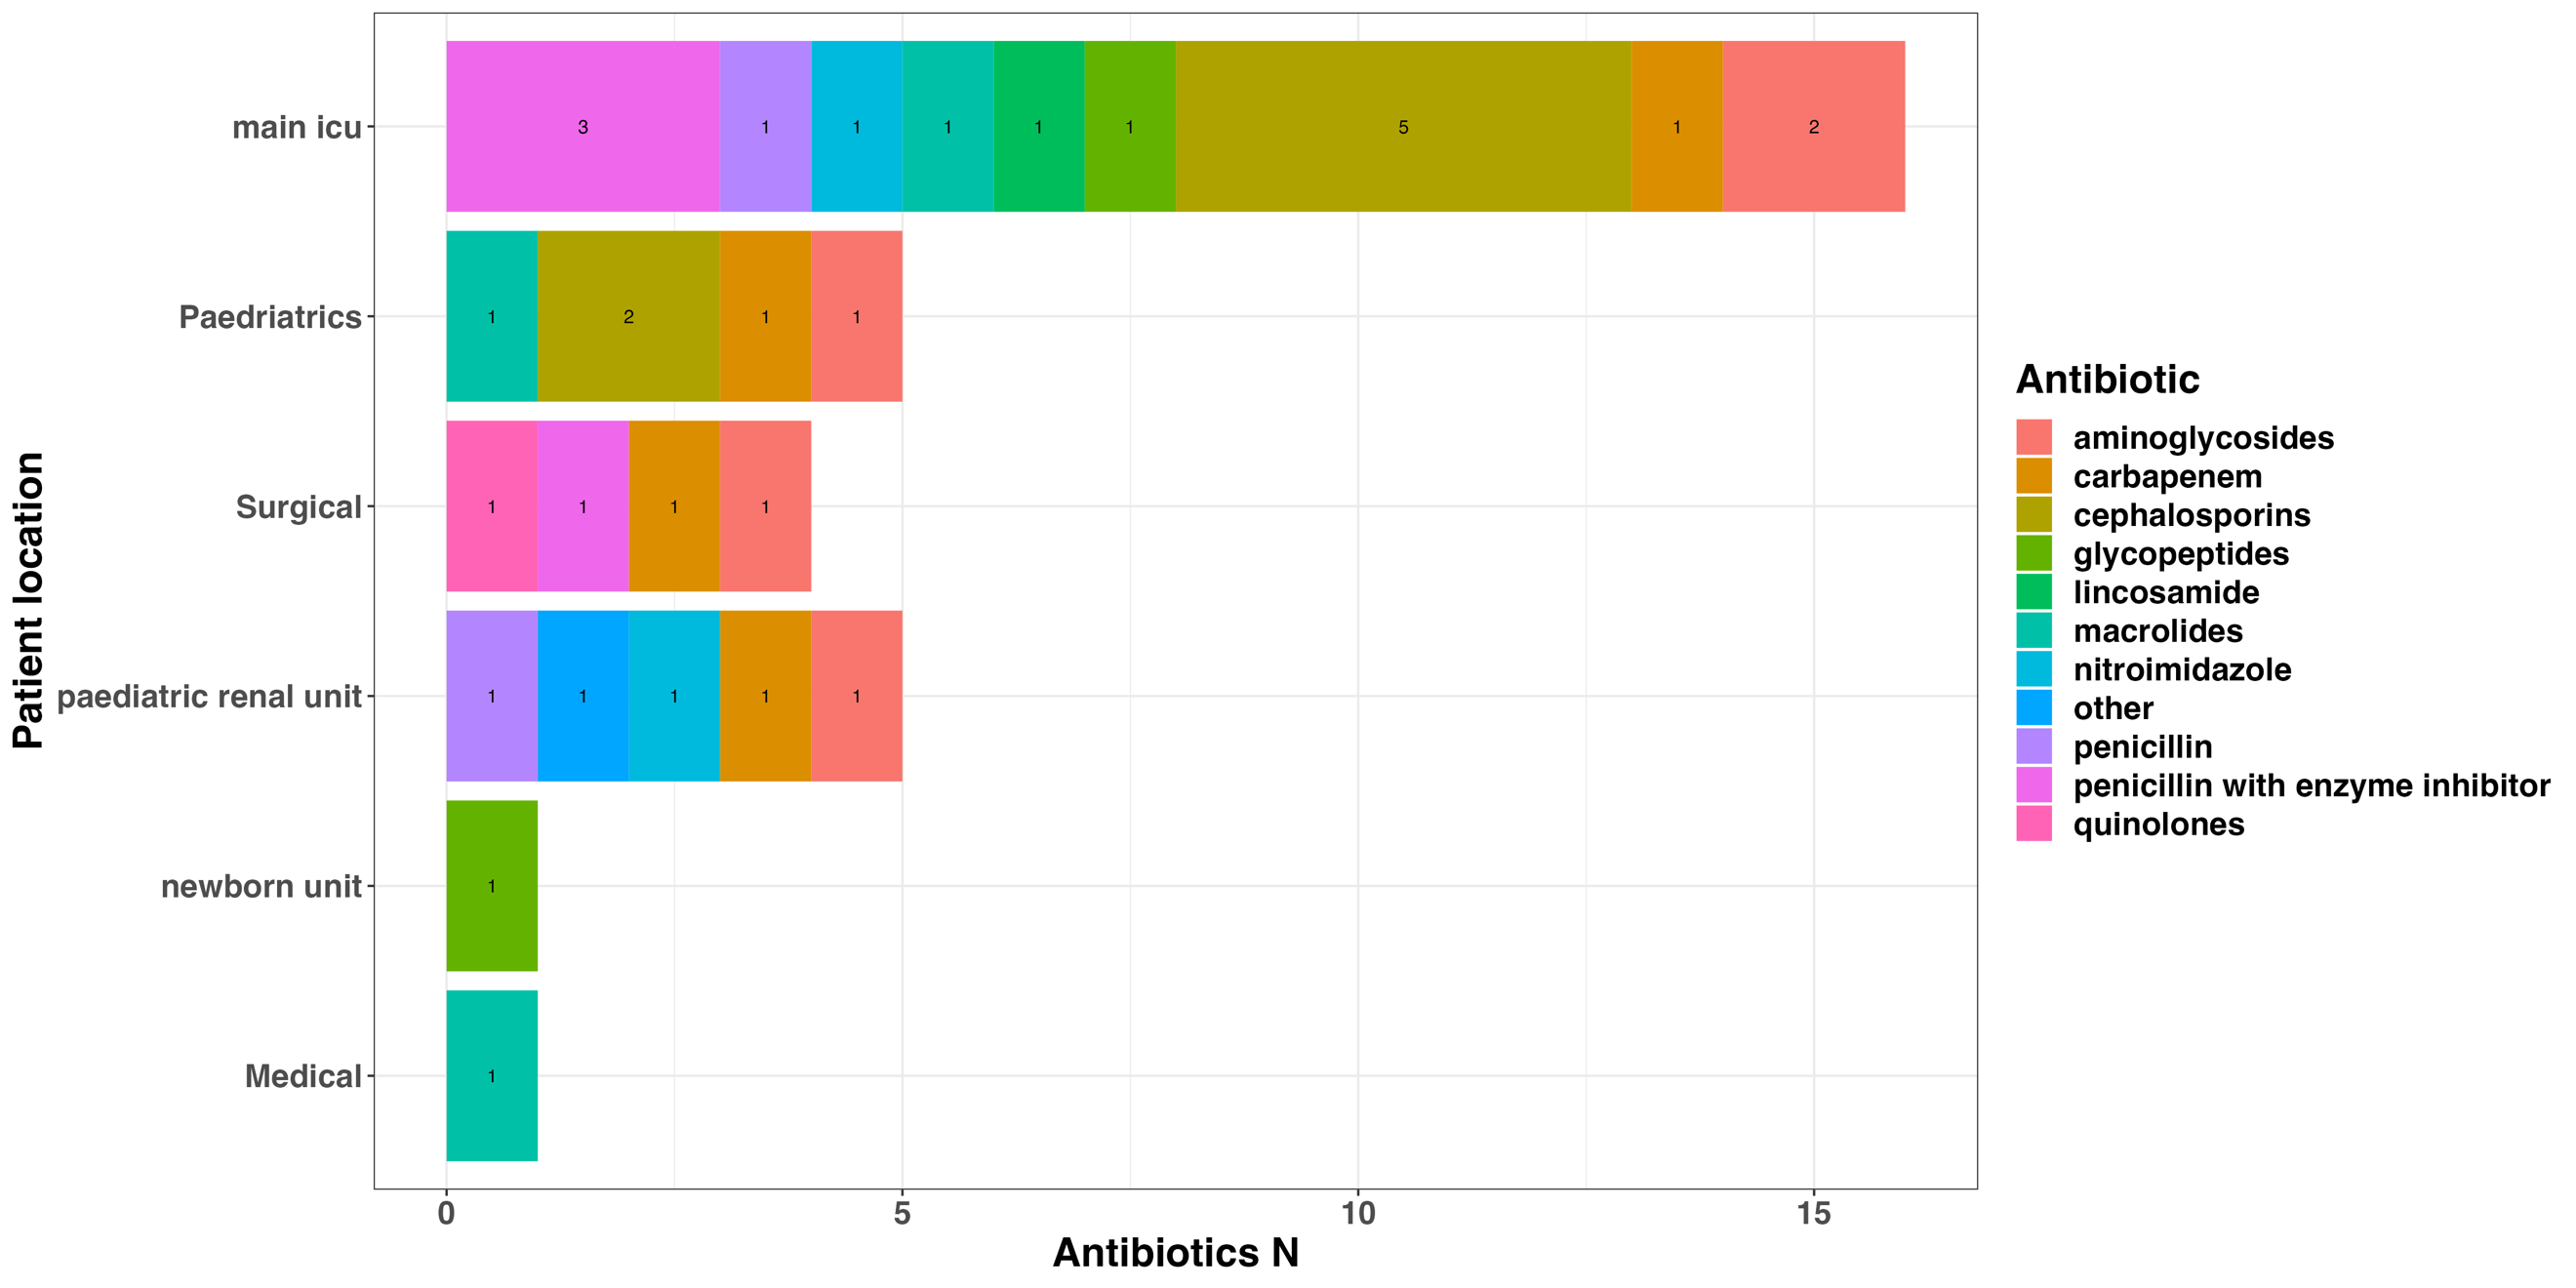 Patient location
main icu
3 1 1 1 1 1 5 1 2
Paedriatrics
1 2 1 1
Surgical
1 1 1 1
paediatric renal unit
1 1 1 1 1
newborn unit
1
Medical
1
0 5 10 15
Antibiotics N
Antibiotic
aminoglycosides
carbapenem
cephalosporins
glycopeptides
lincosamide
macrolides
nitroimidazole
other
penicillin
penicillin with enzyme inhibitor
quinolones